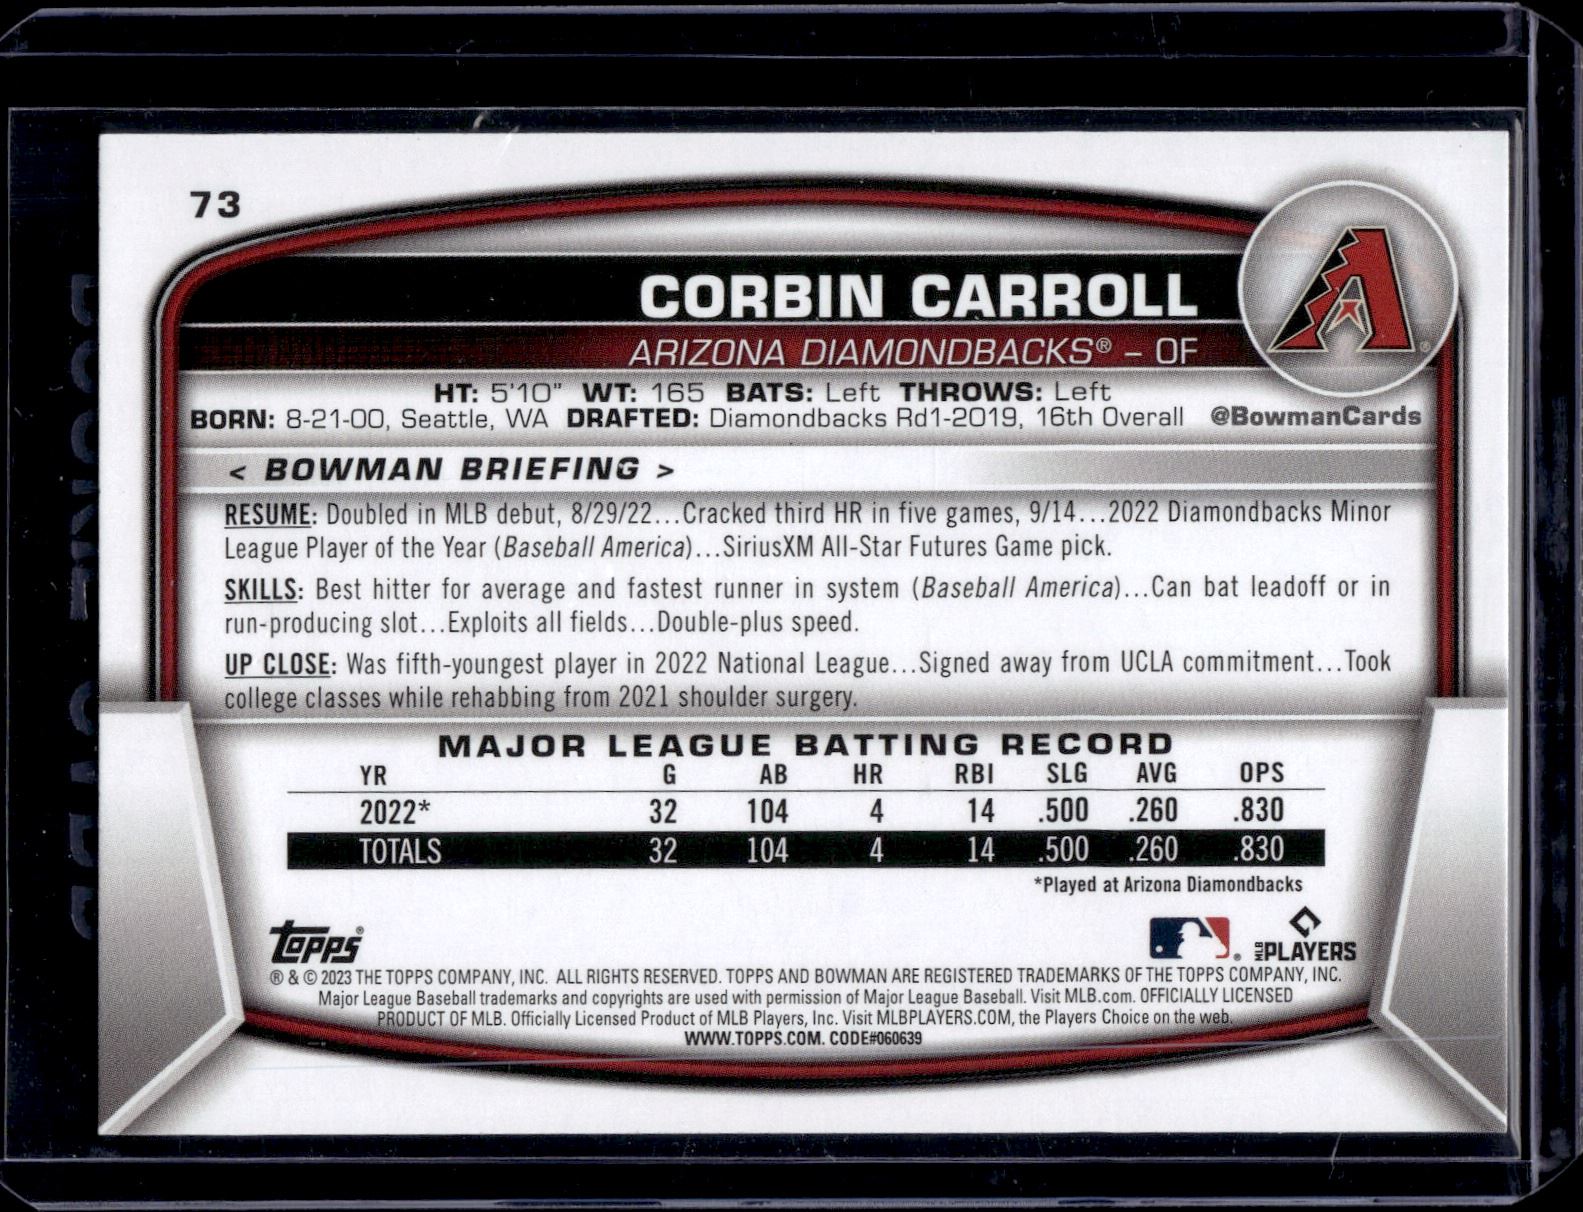 73
CORBIN CARROLL
ARIZONA DIAMONDBACKS® – OF
HT: 5'10" WT: 165 BATS: Left THROWS: Left
BORN: 8-21-00, Seattle, WA DRAFTED: Diamondbacks Rd1-2019, 16th Overall @BowmanCards
< BOWMAN BRIEFING >
RESUME: Doubled in MLB debut, 8/29/22...Cracked third HR in five games, 9/14...2022 Diamondbacks Minor
League Player of the Year (Baseball America)...SiriusXM All-Star Futures Game pick.
SKILLS: Best hitter for average and fastest runner in system (Baseball America)...Can bat leadoff or in
run-producing slot...Exploits all fields...Double-plus speed.
UP CLOSE: Was fifth-youngest player in 2022 National League...Signed away from UCLA commitment...Took
college classes while rehabbing from 2021 shoulder surgery.
MAJOR LEAGUE BATTING RECORD
YR G AB HR RBI SLG AVG OPS
2022* 32 104 4 14 .500 .260 .830
TOTALS 32 104 4 14 .500 .260 .830
*Played at Arizona Diamondbacks
Topps® MLB PLAYERS
® & © 2023 THE TOPPS COMPANY, INC. ALL RIGHTS RESERVED. TOPPS AND BOWMAN ARE REGISTERED TRADEMARKS OF THE TOPPS COMPANY, INC.
Major League Baseball trademarks and copyrights are used with permission of Major League Baseball. Visit MLB.com. OFFICIALLY LICENSED
PRODUCT OF MLB. Officially Licensed Product of MLB Players, Inc. Visit MLBPLAYERS.COM, the Players Choice on the web.
WWW.TOPPS.COM. CODE#060639